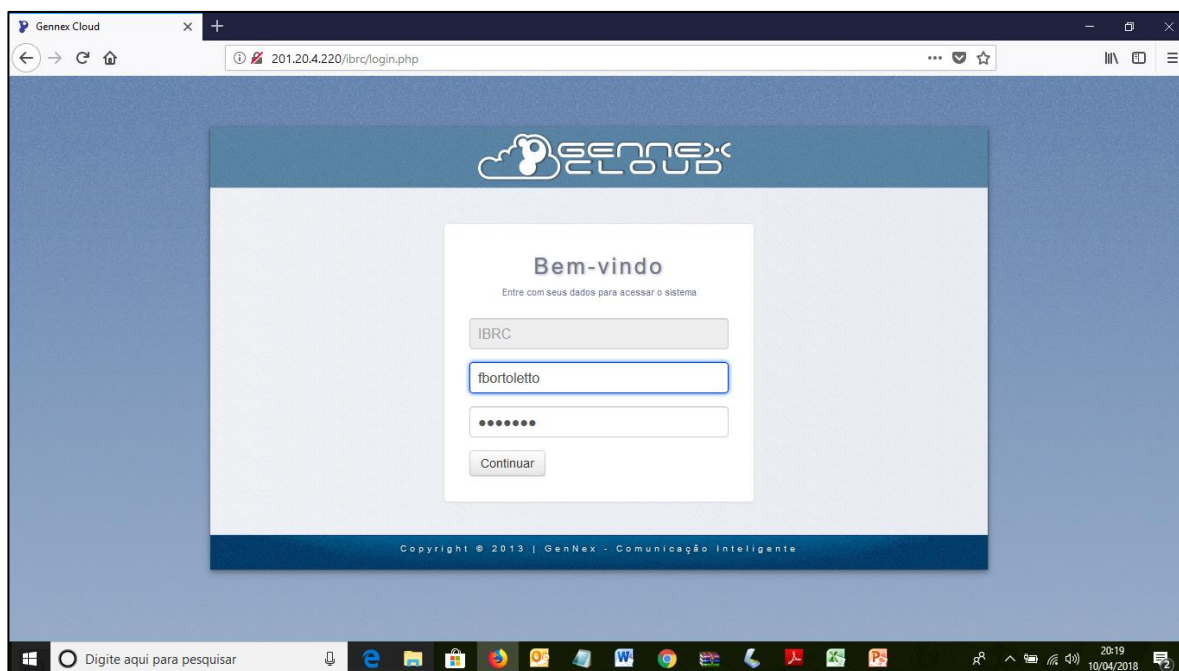 Gennex Cloud
201.20.4.220/ibrc/login.php
GENNEX
CLOUD
Bem-vindo
Entre com seus dados para acessar o sistema
IBRC
fbortoletto
•••••••
Continuar
Copyright © 2013 | GenNex - Comunicação Inteligente
Digite aqui para pesquisar
20:19
10/04/2018
2